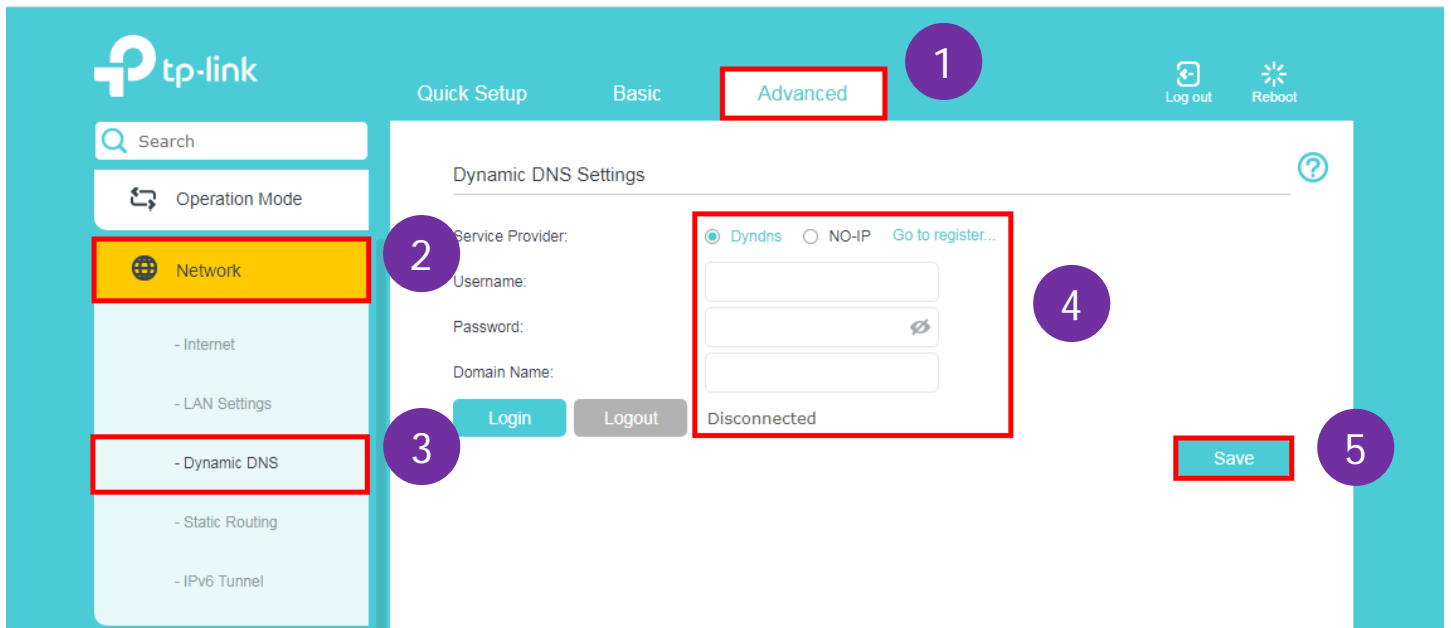 tp-link
Quick Setup Basic Advanced 1 Log out Reboot
Search
Operation Mode
2 Network
- Internet
- LAN Settings
3 - Dynamic DNS
- Static Routing
- IPv6 Tunnel
Dynamic DNS Settings ?
Service Provider: Dyndns NO-IP Go to register...
Username:
Password:
4
Domain Name:
Login Logout Disconnected
Save 5